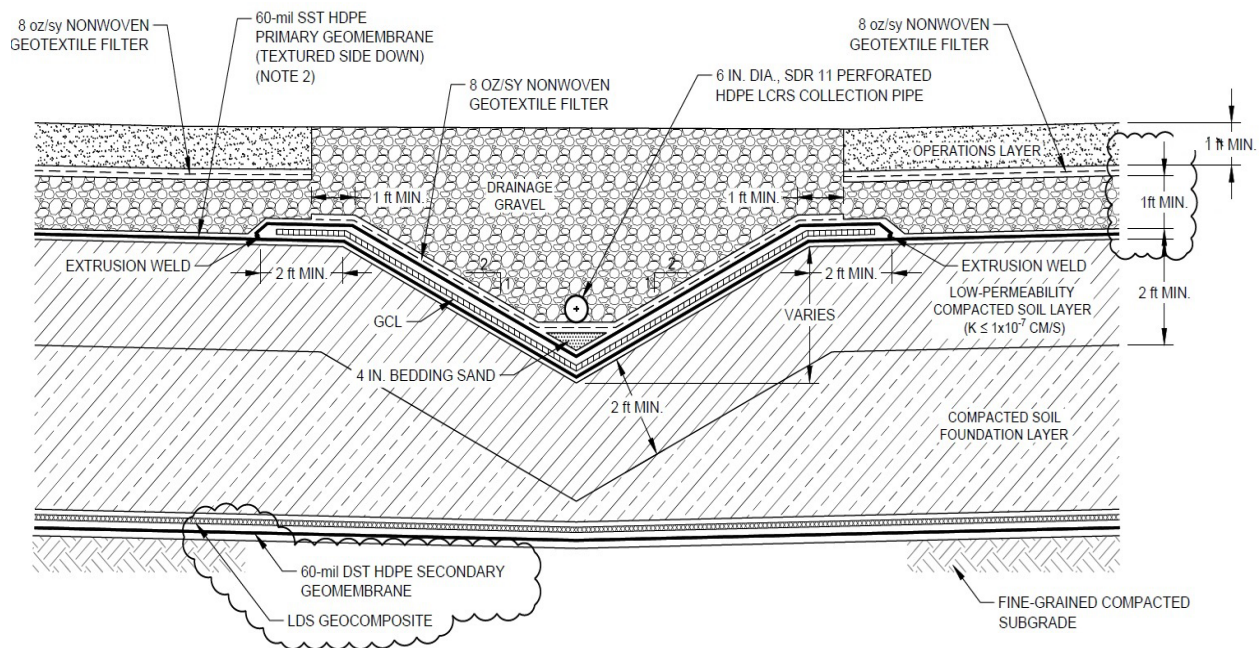 8 oz/sy NONWOVEN
GEOTEXTILE FILTER
60-mil SST HDPE
PRIMARY GEOMEMBRANE
(TEXTURED SIDE DOWN)
(NOTE 2)
8 OZ/SY NONWOVEN
GEOTEXTILE FILTER
6 IN. DIA., SDR 11 PERFORATED
HDPE LCRS COLLECTION PIPE
8 oz/sy NONWOVEN
GEOTEXTILE FILTER
1 ft MIN.
OPERATIONS LAYER
1 ft MIN.
DRAINAGE
GRAVEL
1 ft MIN.
1ft MIN.
EXTRUSION WELD
2 ft MIN.
2
1
2
1
2 ft MIN.
EXTRUSION WELD
LOW-PERMEABILITY
COMPACTED SOIL LAYER
(K ≤ 1x10⁻⁷ CM/S)
2 ft MIN.
GCL
VARIES
4 IN. BEDDING SAND
2 ft MIN.
COMPACTED SOIL
FOUNDATION LAYER
60-mil DST HDPE SECONDARY
GEOMEMBRANE
LDS GEOCOMPOSITE
FINE-GRAINED COMPACTED
SUBGRADE